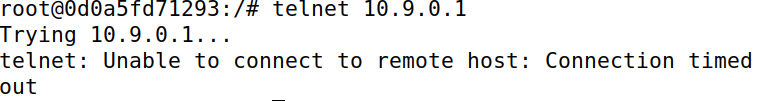 root@0d0a5fd71293:/# telnet 10.9.0.1
Trying 10.9.0.1...
telnet: Unable to connect to remote host: Connection timed
out